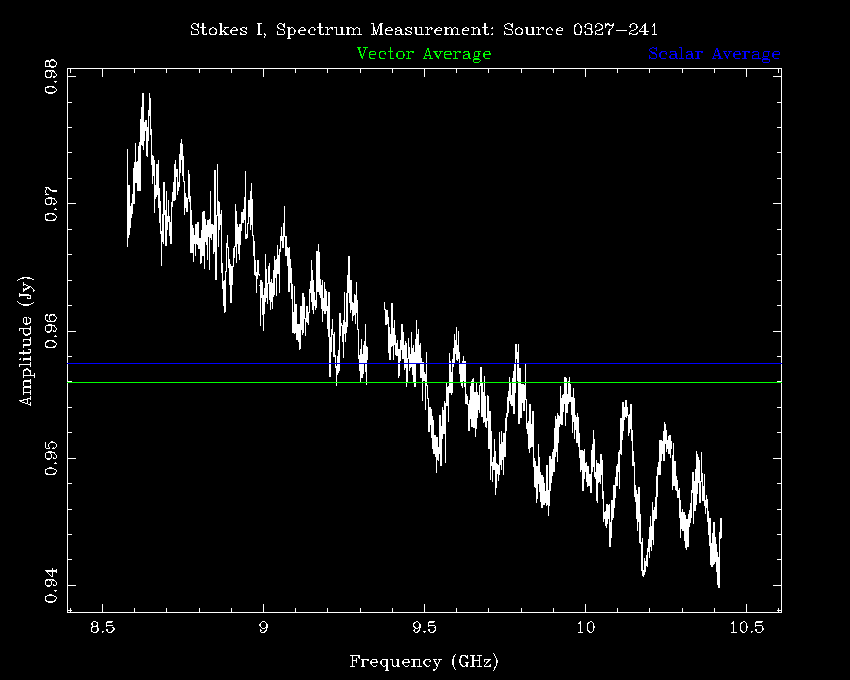 Stokes I, Spectrum Measurement: Source 0327-241
Vector Average Scalar Average
0.98
0.97
0.96
0.95
0.94
Amplitude (Jy)
8.5 9 9.5 10 10.5
Frequency (GHz)